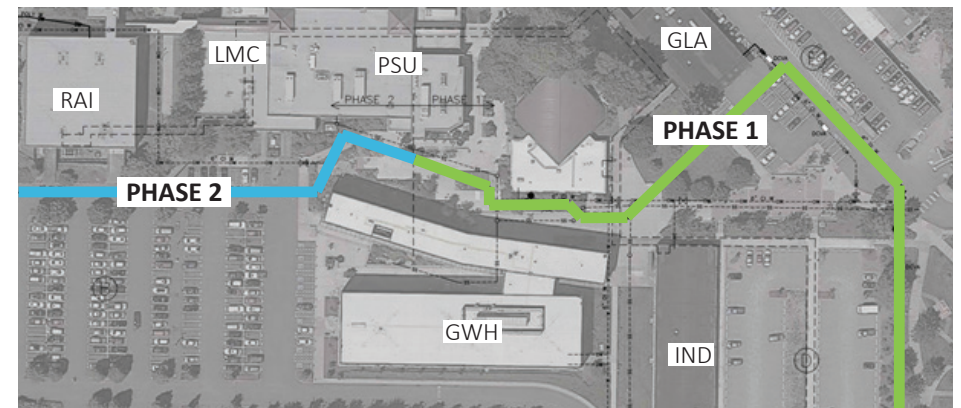 GLA
LMC
PSU
RAI
PHASE 2
PHASE 1
PHASE 1
PHASE 2
GWH
IND
E
D